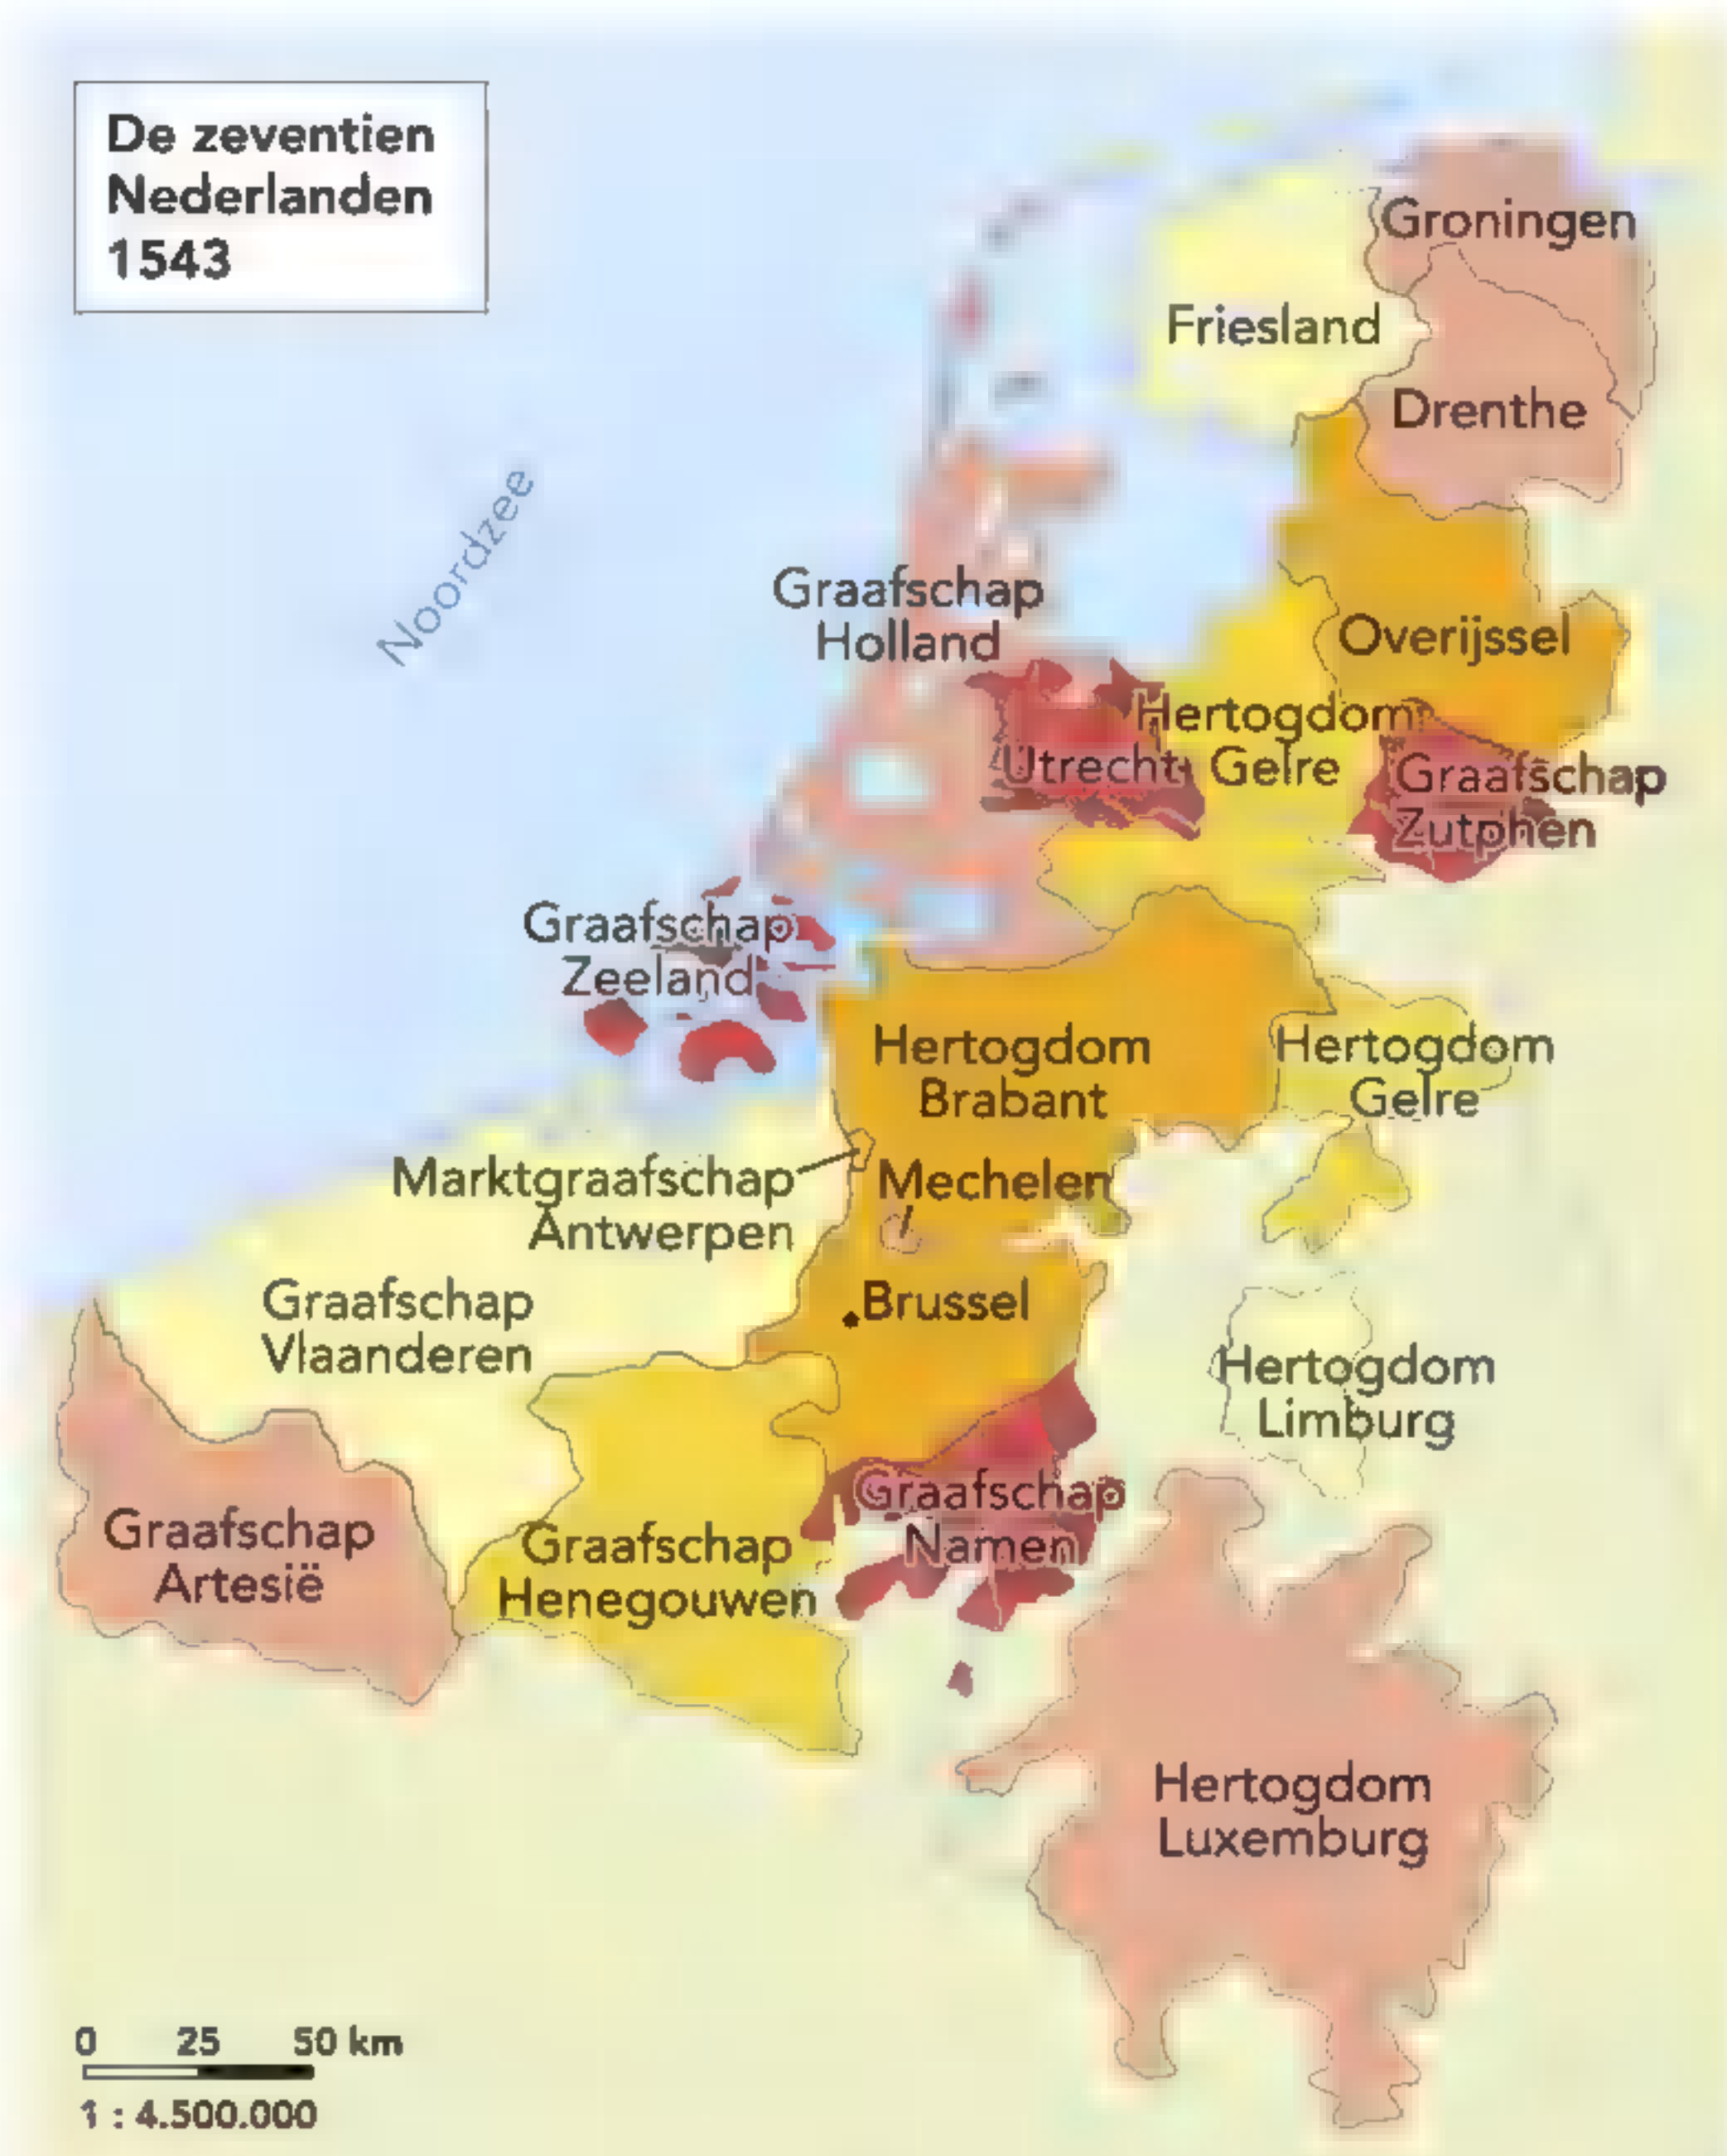 De zeventien
Nederlanden
1543
Groningen
Friesland
Drenthe
Noordzee
Graafschap
Holland
Overijssel
Hertogdom
Gelre
Utrecht
Graafschap
Zutphen
Graafschap
Zeeland
Hertogdom
Brabant
Hertogdom
Gelre
Marktgraafschap
Antwerpen
Mechelen
Brussel
Graafschap
Vlaanderen
Hertogdom
Limburg
Graafschap
Namen
Graafschap
Artesië
Graafschap
Henegouwen
Hertogdom
Luxemburg
0 25 50 km
1 : 4.500.000